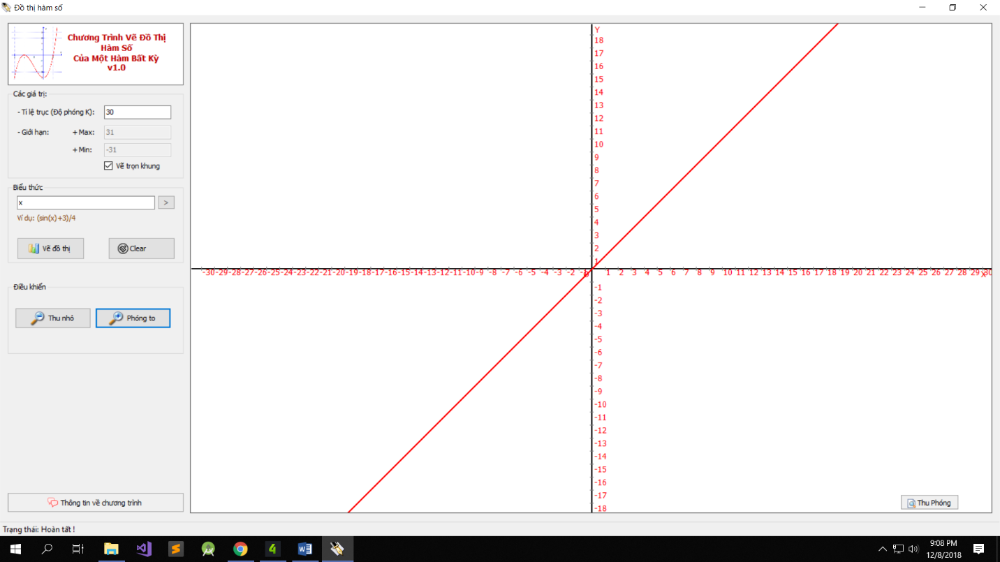 Đồ thị hàm số
Chương Trình Vẽ Đồ Thị
Hàm Số
Của Một Hàm Bất Kỳ
v1.0
Các giá trị:
- Tỉ lệ trục (Độ phóng K): 30
- Giới hạn: + Max: 31
+ Min: -31
Vẽ trọn khung
Biểu thức
x >
Ví dụ: (sin(x)+3)/4
Vẽ đồ thị Clear
Điều khiển
Thu nhỏ Phóng to
Thông tin về chương trình
Trạng thái: Hoàn tất !
Y
18
17
16
15
14
13
12
11
10
9
8
7
6
5
4
3
2
1
-30 -29 -28 -27 -26 -25 -24 -23 -22 -21 -20 -19 -18 -17 -16 -15 -14 -13 -12 -11 -10 -9 -8 -7 -6 -5 -4 -3 -2 -1 0 1 2 3 4 5 6 7 8 9 10 11 12 13 14 15 16 17 18 19 20 21 22 23 24 25 26 27 28 29 X 30
-1
-2
-3
-4
-5
-6
-7
-8
-9
-10
-11
-12
-13
-14
-15
-16
-17
-18
Thu Phóng
9:08 PM
12/8/2018